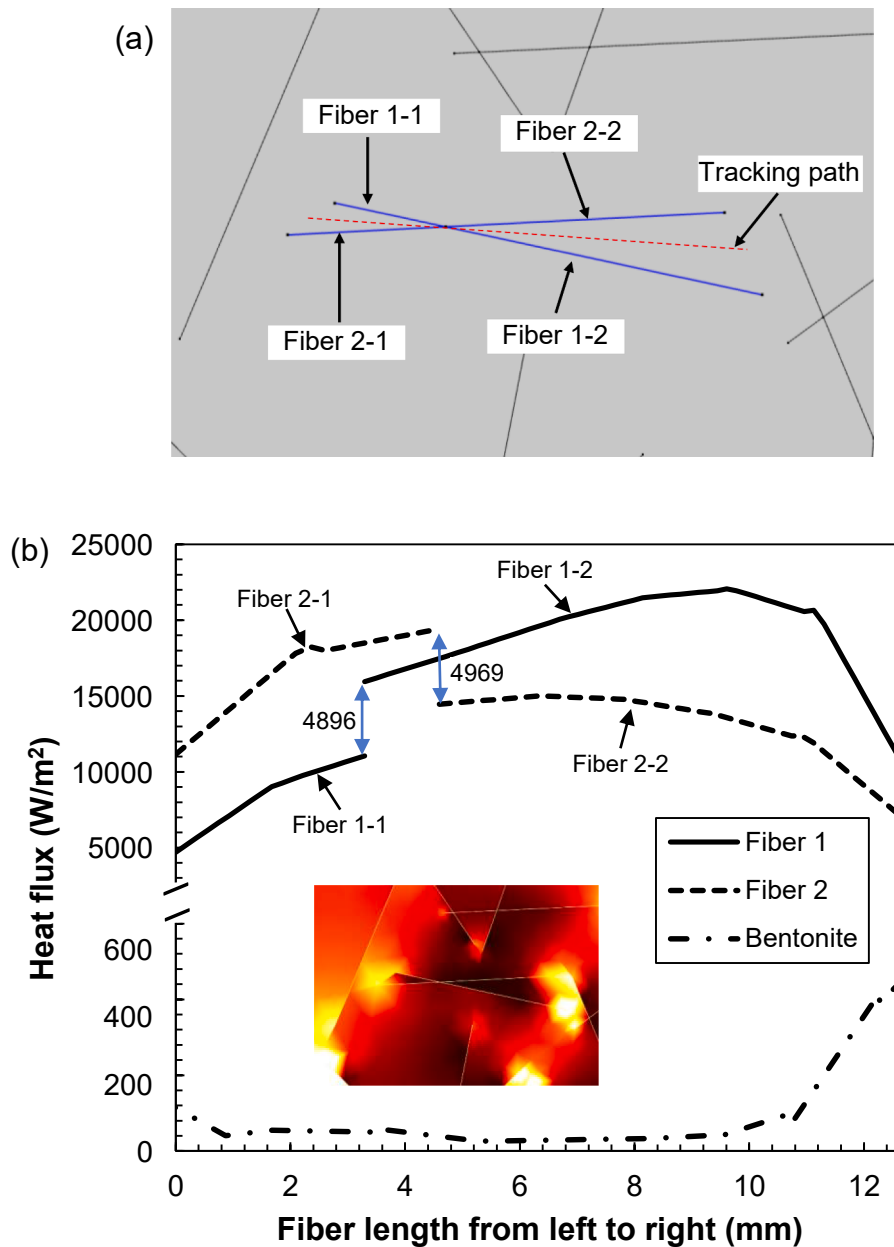 (a)
Fiber 1-1
Fiber 2-2
Tracking path
Fiber 2-1
Fiber 1-2
(b)
25000
20000
15000
10000
5000
600
400
200
0
Heat flux (W/m²)
Fiber 2-1
Fiber 1-2
4969
4896
Fiber 2-2
Fiber 1-1
Fiber 1
Fiber 2
Bentonite
0 2 4 6 8 10 12
Fiber length from left to right (mm)